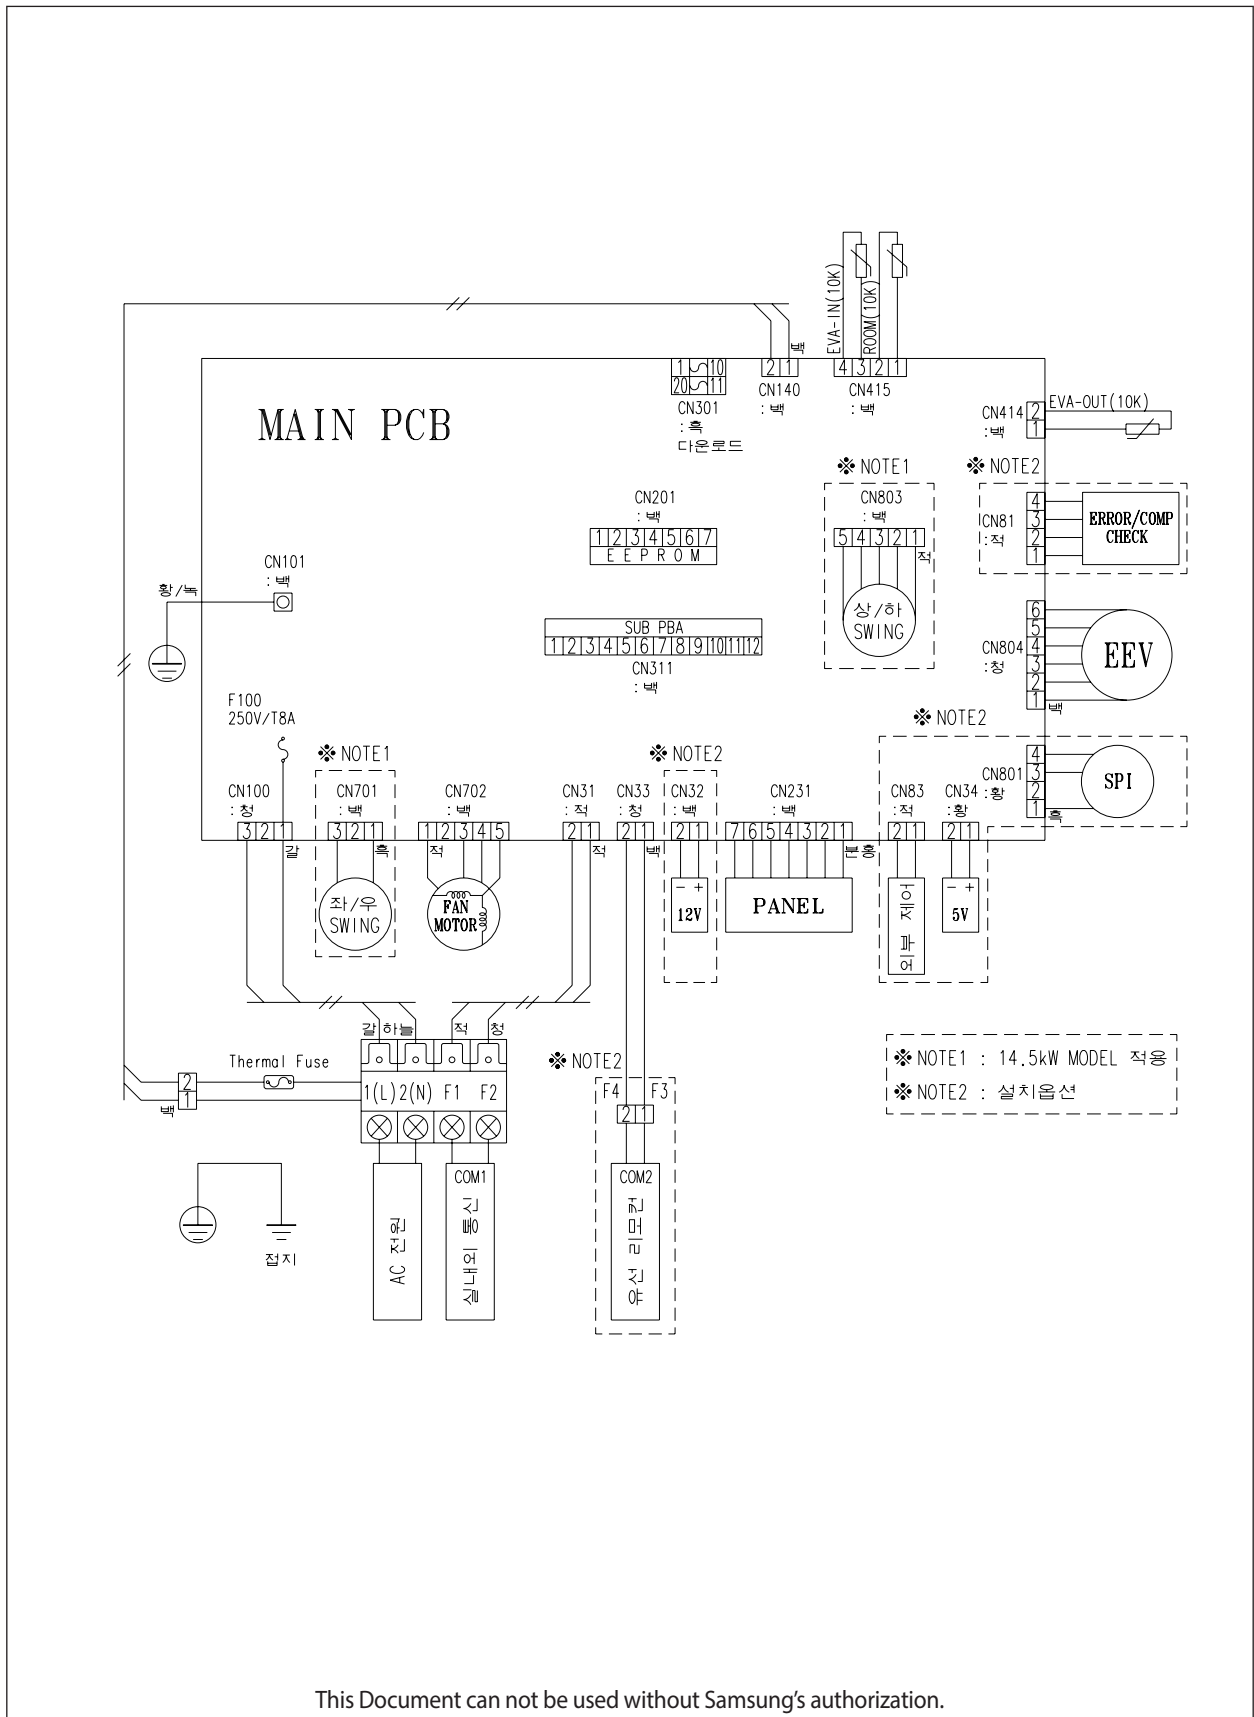 EVA-IN(10K)
ROOM(10K)
백
1 10
20 11
CN301
:흑
다운로드
2 1
CN140
:백
4 3 2 1
CN415
:백
MAIN PCB
CN414
:백
2
1
EVA-OUT(10K)
※ NOTE1
※ NOTE2
CN201
:백
1 2 3 4 5 6 7
EEPROM
CN803
:백
5 4 3 2 1
적
상/하
SWING
CN81
:적
4
3
2
1
ERROR/COMP
CHECK
CN101
:백
황/녹
SUB PBA
1 2 3 4 5 6 7 8 9 10 11 12
CN311
:백
CN804
:청
6
5
4
3
2
1
백
EEV
F100
250V/T8A
※ NOTE1
※ NOTE2
※ NOTE2
CN801
:황
4
3
2
1
흑
SPI
CN100
:청
3 2 1
갈
CN701
:백
3 2 1
흑
좌/우
SWING
CN702
:백
1 2 3 4 5
적
FAN
MOTOR
CN31
:적
2 1
적
CN33
:청
2 1
백
CN32
:백
2 1
- +
12V
CN231
:백
7 6 5 4 3 2 1
분홍
PANEL
CN83
:적
2 1
에파 제어
CN34
:황
2 1
- +
5V
갈 하늘 적 청
Thermal Fuse
2
1
백
1(L) 2(N) F1 F2
※ NOTE2
F4 F3
2 1
AC 전원
COM1
실내외 통신
COM2
유선 리모컨
접지
※ NOTE1 : 14.5kW MODEL 적용
※ NOTE2 : 설치옵션
This Document can not be used without Samsung's authorization.